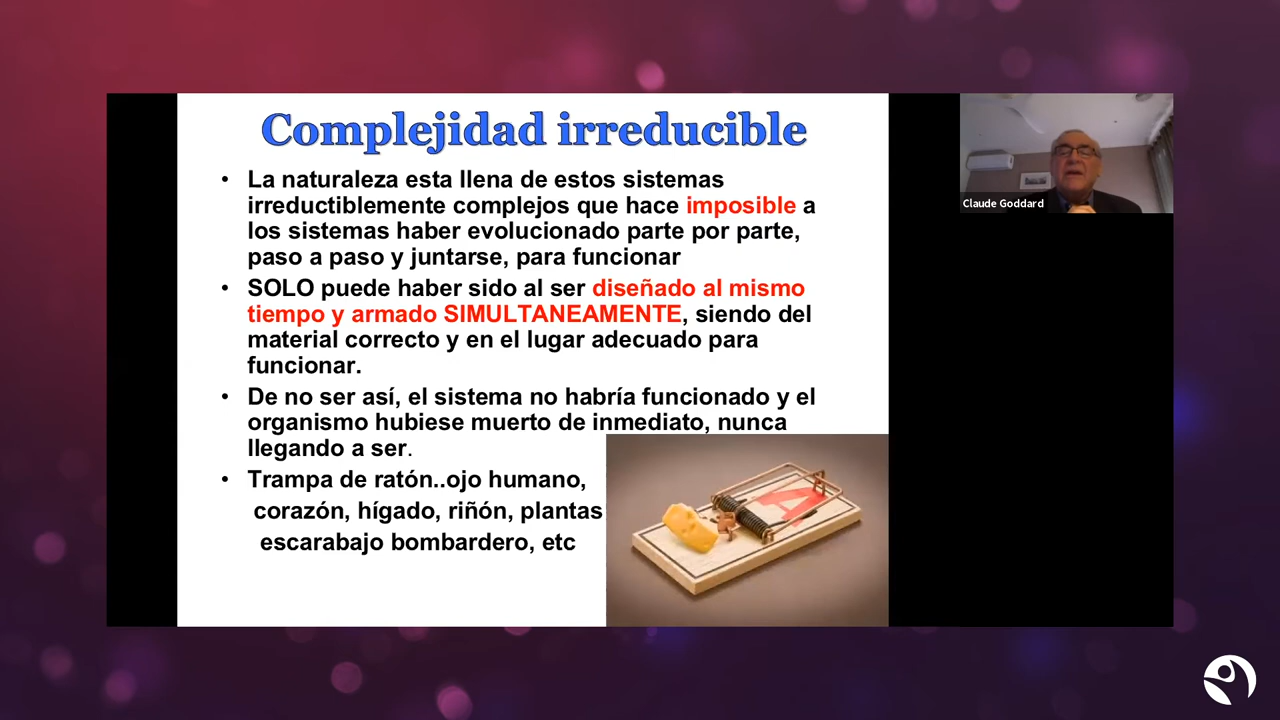 Complejidad irreducible
• La naturaleza esta llena de estos sistemas
irreductiblemente complejos que hace imposible a
los sistemas haber evolucionado parte por parte,
paso a paso y juntarse, para funcionar
• SOLO puede haber sido al ser diseñado al mismo
tiempo y armado SIMULTANEAMENTE, siendo del
material correcto y en el lugar adecuado para
funcionar.
• De no ser así, el sistema no habría funcionado y el
organismo hubiese muerto de inmediato, nunca
llegando a ser.
• Trampa de ratón..ojo humano,
corazón, hígado, riñón, plantas
escarabajo bombardero, etc
A
Claude Goddard